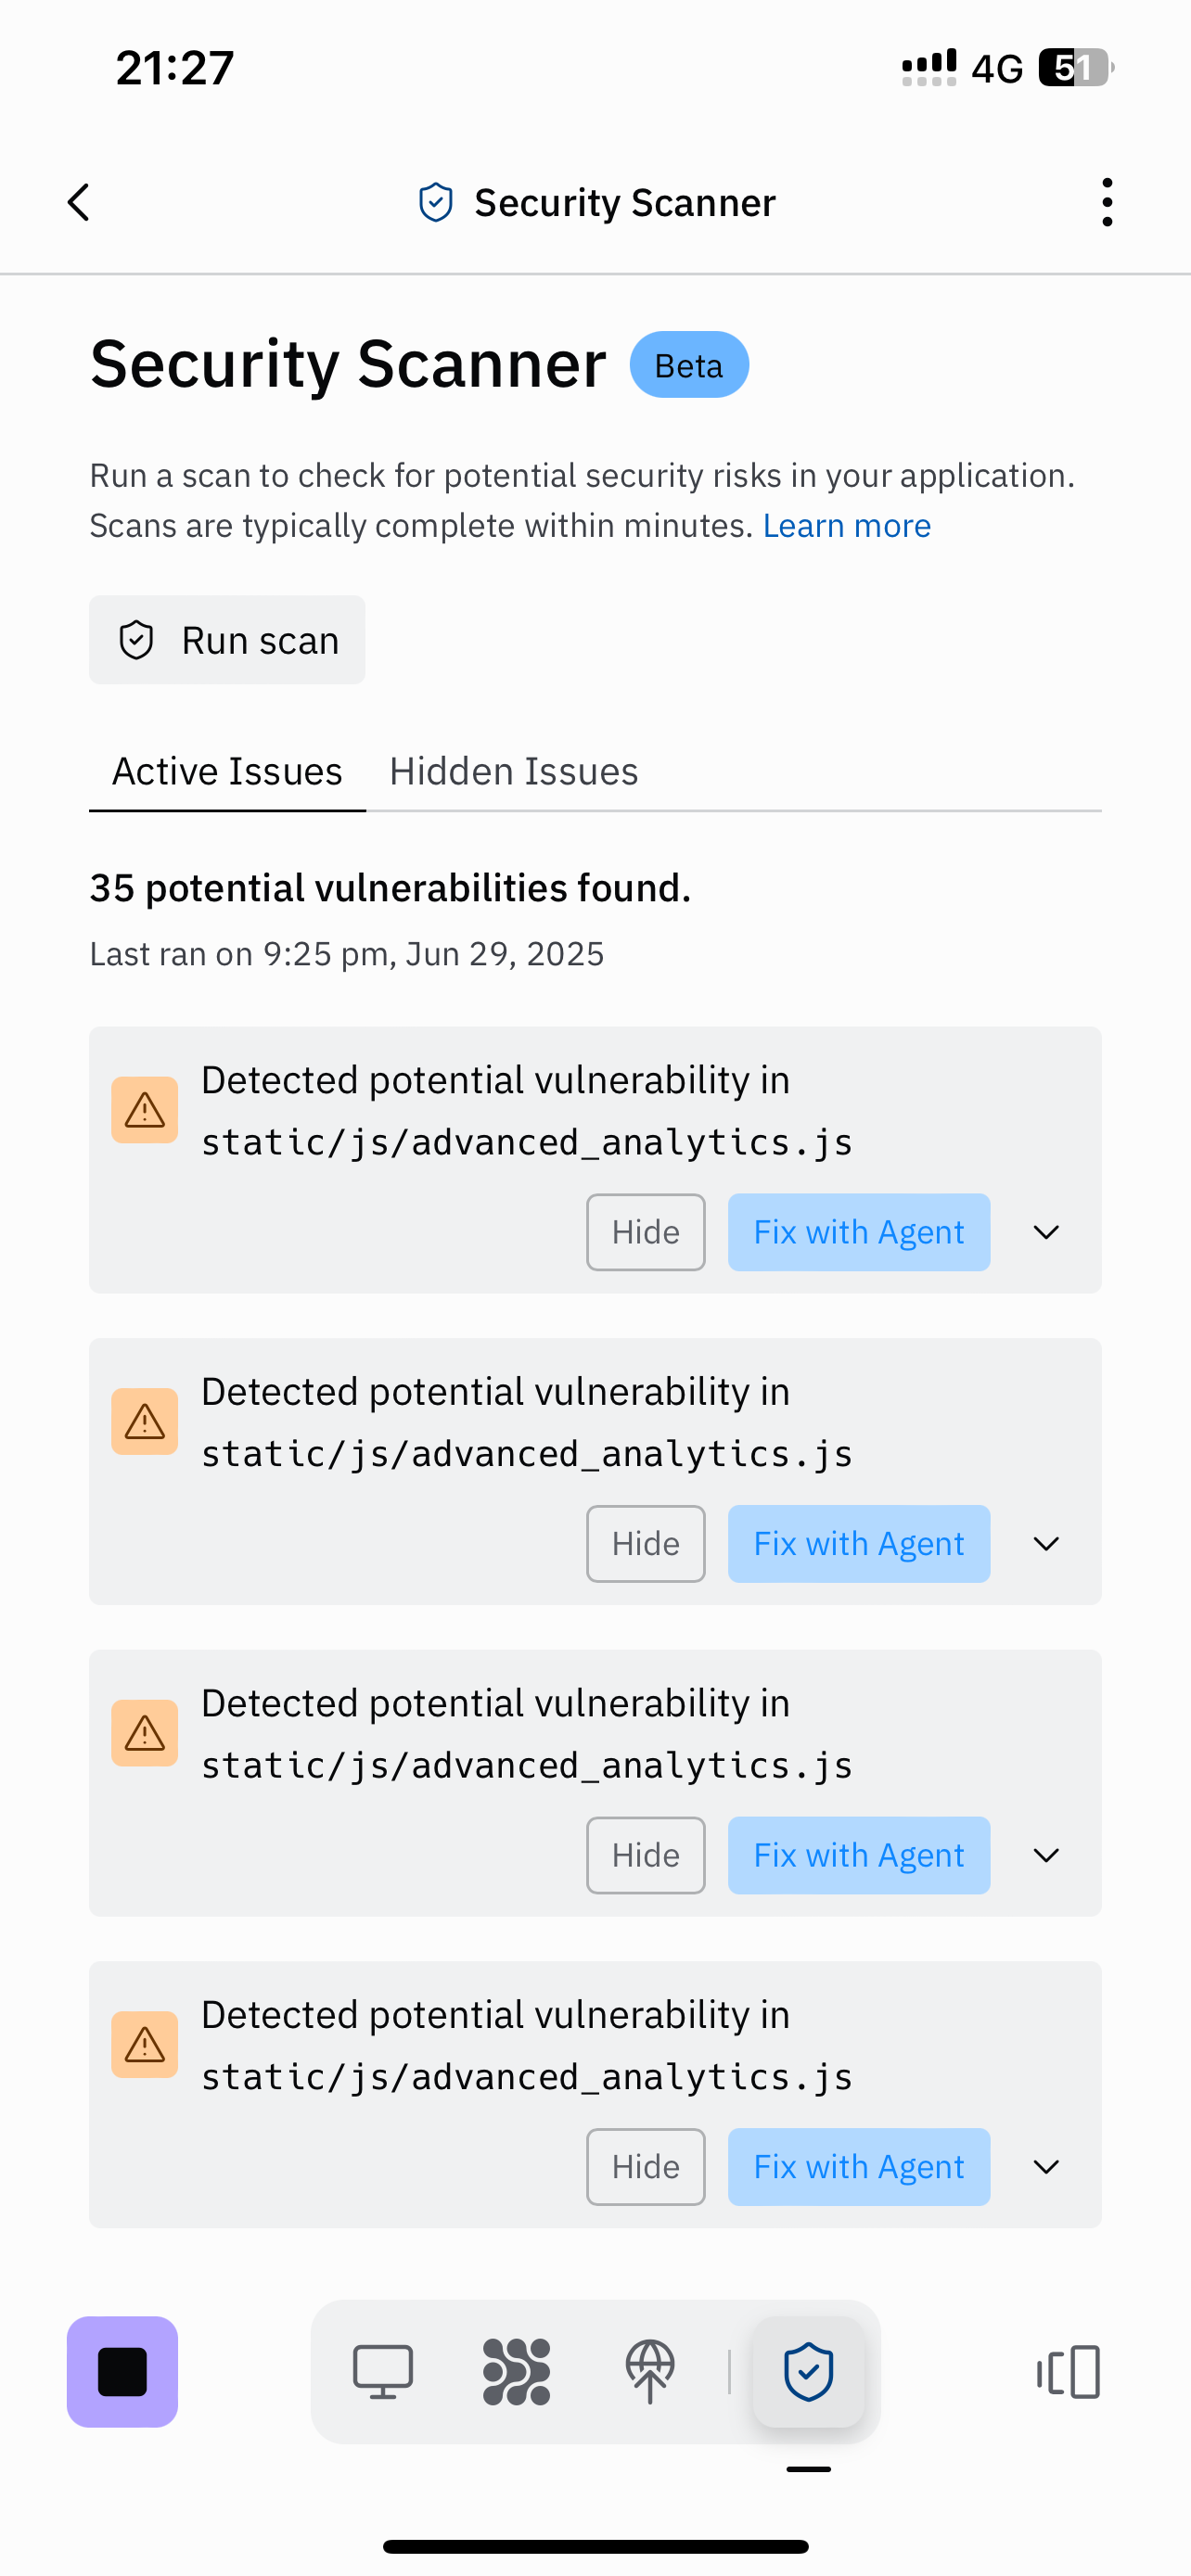 21:27
4G 51
Security Scanner
Security Scanner Beta
Run a scan to check for potential security risks in your application.
Scans are typically complete within minutes. Learn more
Run scan
Active Issues Hidden Issues
35 potential vulnerabilities found.
Last ran on 9:25 pm, Jun 29, 2025
Detected potential vulnerability in
static/js/advanced_analytics.js
Hide Fix with Agent
Detected potential vulnerability in
static/js/advanced_analytics.js
Hide Fix with Agent
Detected potential vulnerability in
static/js/advanced_analytics.js
Hide Fix with Agent
Detected potential vulnerability in
static/js/advanced_analytics.js
Hide Fix with Agent